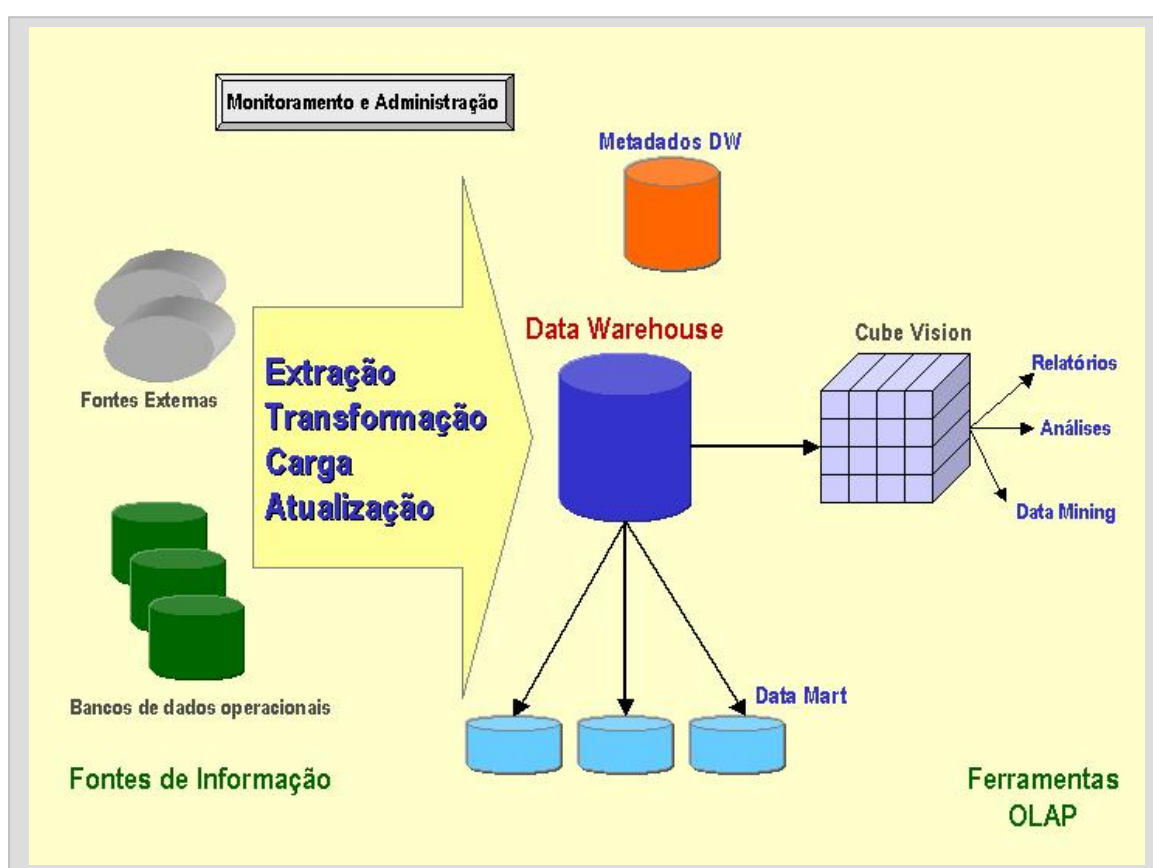 Monitoramento e Administração
Metadados DW
Data Warehouse
Cube Vision
Relatórios
Análises
Data Mining
Fontes Externas
Extração
Transformação
Carga
Atualização
Bancos de dados operacionais
Data Mart
Fontes de Informação
Ferramentas
OLAP